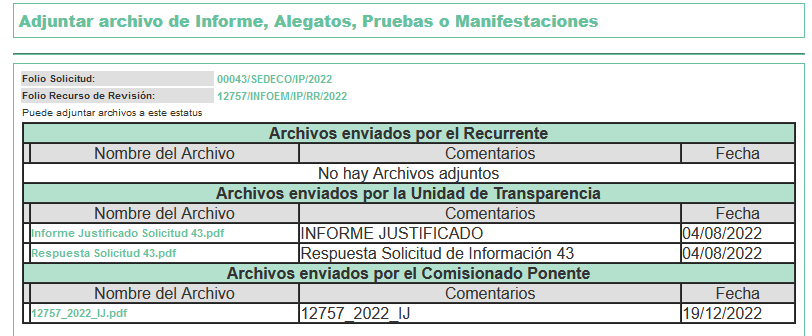 Adjuntar archivo de Informe, Alegatos, Pruebas o Manifestaciones
Folio Solicitud: 00043/SEDECO/IP/2022
Folio Recurso de Revisión: 12757/INFOEM/IP/RR/2022
Puede adjuntar archivos a este estatus
Archivos enviados por el Recurrente
Nombre del Archivo Comentarios Fecha
No hay Archivos adjuntos
Archivos enviados por la Unidad de Transparencia
Nombre del Archivo Comentarios Fecha
Informe Justificado Solicitud 43.pdf INFORME JUSTIFICADO 04/08/2022
Respuesta Solicitud 43.pdf Respuesta Solicitud de Información 43 04/08/2022
Archivos enviados por el Comisionado Ponente
Nombre del Archivo Comentarios Fecha
12757_2022_IJ.pdf 12757_2022_IJ 19/12/2022